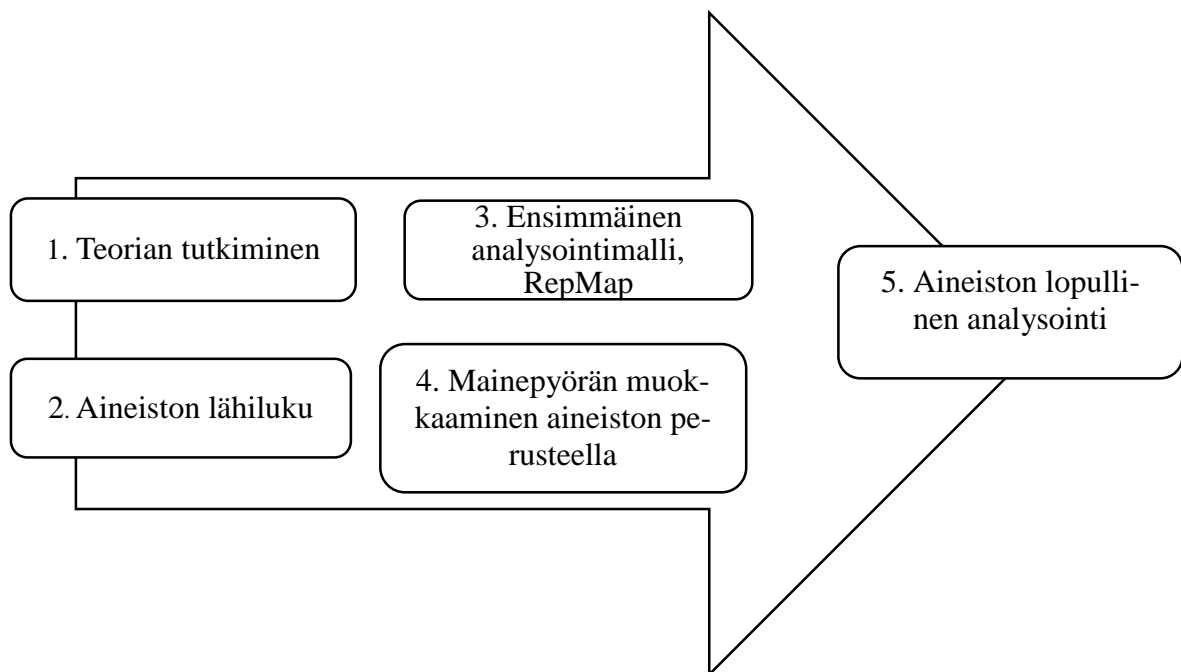 1. Teorian tutkiminen
2. Aineiston lähiluku
3. Ensimmäinen
analysointimalli,
RepMap
4. Mainepyörän muok-
kaaminen aineiston pe-
rusteella
5. Aineiston lopulli-
nen analysointi